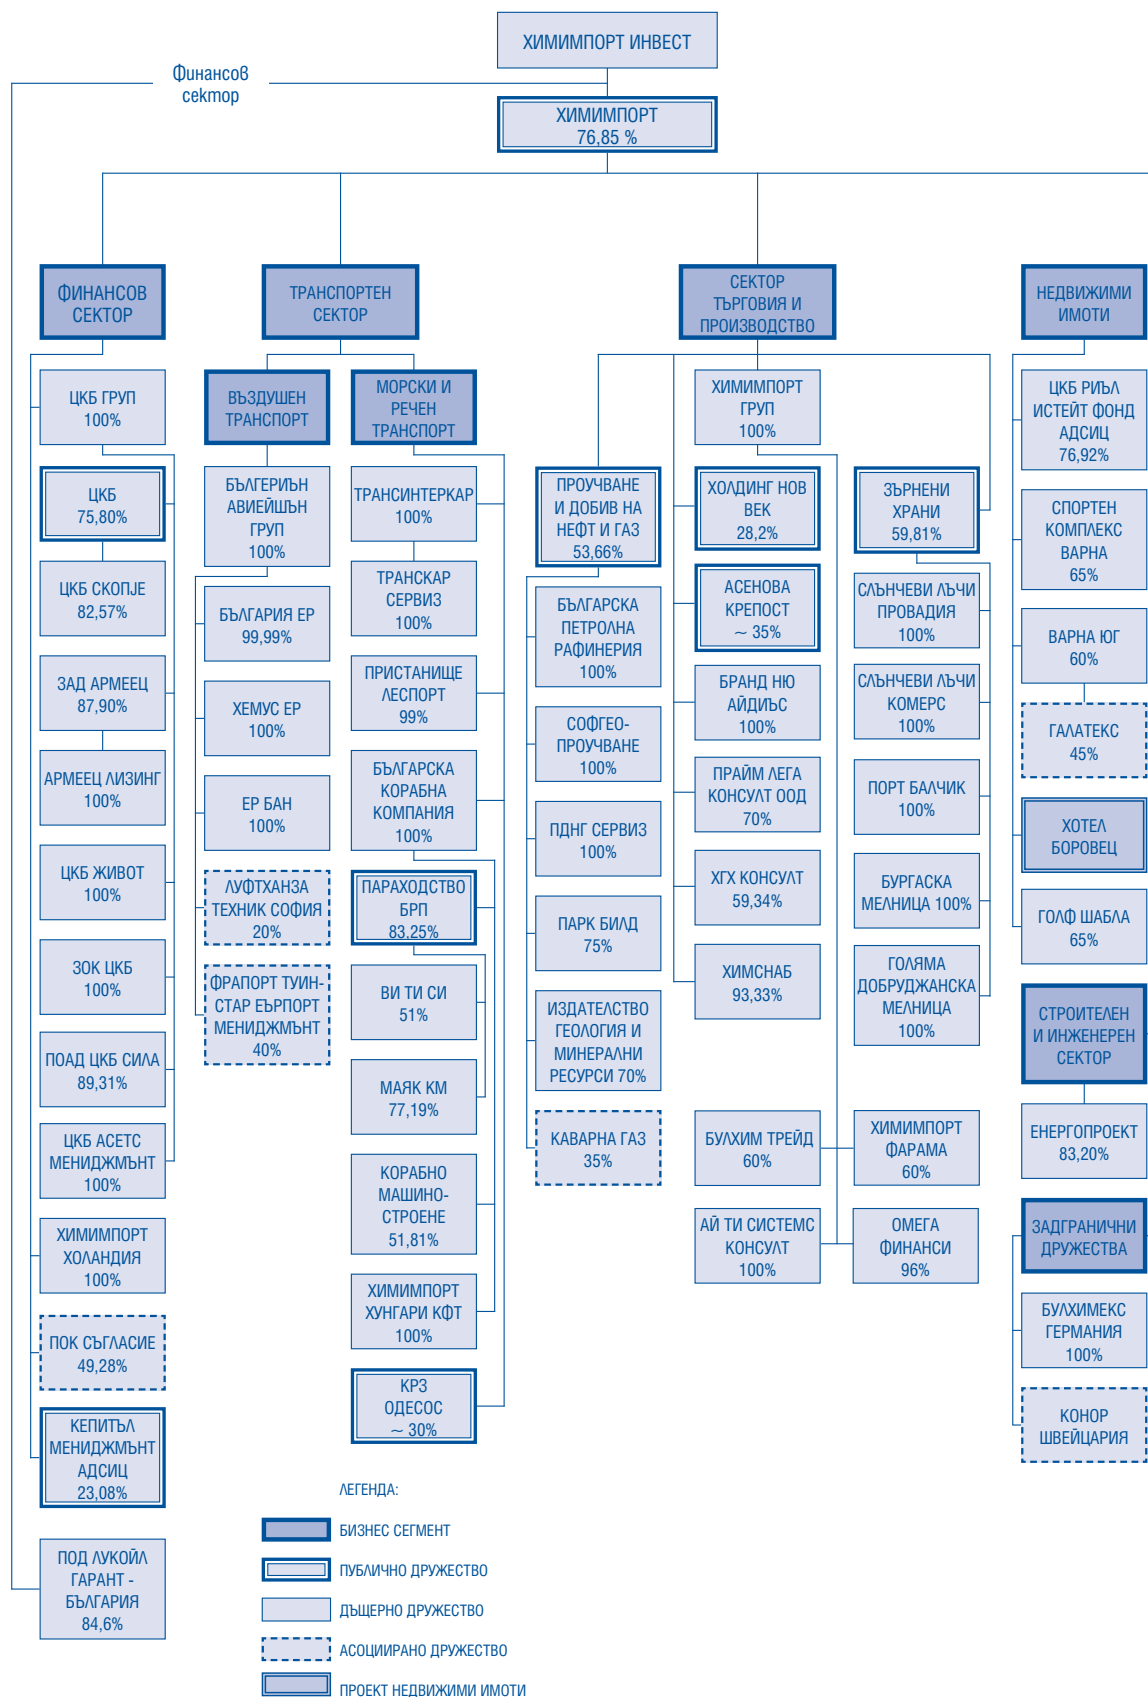 ХИМИМПОРТ ИНВЕСТ
Финансов
сектор
ХИМИМПОРТ
76,85 %
ФИНАНСОВ
СЕКТОР
ЦКБ ГРУП
100%
ЦКБ
75,80%
ЦКБ СКОПJЕ
82,57%
ЗАД АРМЕЕЦ
87,90%
АРМЕЕЦ ЛИЗИНГ
100%
ЦКБ ЖИВОТ
100%
ЗОК ЦКБ
100%
ПОАД ЦКБ СИЛА
89,31%
ЦКБ АСЕТС
МЕНИДЖМЪНТ
100%
ХИМИМПОРТ
ХОЛАНДИЯ
100%
ПОК СЪГЛАСИЕ
49,28%
КЕПИТЪЛ
МЕНИДЖМЪНТ
АДСИЦ
23,08%
ПОД ЛУКОЙЛ
ГАРАНТ -
БЪЛГАРИЯ
84,6%
ТРАНСПОРТЕН
СЕКТОР
ВЪЗДУШЕН
ТРАНСПОРТ
БЪЛГЕРИЪН
АВИЕЙШЪН
ГРУП
100%
БЪЛГАРИЯ ЕР
99,99%
ХЕМУС ЕР
100%
ЕР БАН
100%
ЛУФТХАНЗА
ТЕХНИК СОФИЯ
20%
ФРАПОРТ ТУИН-
СТАР ЕЪРПОРТ
МЕНИДЖМЪНТ
40%
МОРСКИ И
РЕЧЕН
ТРАНСПОРТ
ТРАНСИНТЕРКАР
100%
ТРАНСКАР
СЕРВИЗ
100%
ПРИСТАНИЩЕ
ЛЕСПОРТ
99%
БЪЛГАРСКА
КОРАБНА
КОМПАНИЯ
100%
ПАРАХОДСТВО
БРП
83,25%
ВИ ТИ СИ
51%
МАЯК КМ
77,19%
КОРАБНО
МАШИНО-
СТРОЕНЕ
51,81%
ХИМИМПОРТ
ХУНГАРИ КФТ
100%
КРЗ
ОДЕСОС
~ 30%
СЕКТОР
ТЪРГОВИЯ И
ПРОИЗВОДСТВО
ПРОУЧВАНЕ
И ДОБИВ НА
НЕФТ И ГАЗ
53,66%
БЪЛГАРСКА
ПЕТРОЛНА
РАФИНЕРИЯ
100%
СОФГЕО-
ПРОУЧВАНЕ
100%
ПДНГ СЕРВИЗ
100%
ПАРК БИЛД
75%
ИЗДАТЕЛСТВО
ГЕОЛОГИЯ И
МИНЕРАЛНИ
РЕСУРСИ 70%
КАВАРНА ГАЗ
35%
ХИМИМПОРТ
ГРУП
100%
ХОЛДИНГ НОВ
ВЕК
28,2%
АСЕНОВА
КРЕПОСТ
~ 35%
БРАНД НЮ
АЙДИЪС
100%
ПРАЙМ ЛЕГА
КОНСУЛТ ООД
70%
ХГХ КОНСУЛТ
59,34%
ХИМСНАБ
93,33%
БУЛХИМ ТРЕЙД
60%
АЙ ТИ СИСТЕМС
КОНСУЛТ
100%
ЗЪРНЕНИ
ХРАНИ
59,81%
СЛЪНЧЕВИ ЛЪЧИ
ПРОВАДИЯ
100%
СЛЪНЧЕВИ ЛЪЧИ
КОМЕРС
100%
ПОРТ БАЛЧИК
100%
БУРГАСКА
МЕЛНИЦА 100%
ГОЛЯМА
ДОБРУДЖАНСКА
МЕЛНИЦА
100%
ХИМИМПОРТ
ФАРАМА
60%
ОМЕГА
ФИНАНСИ
96%
НЕДВИЖИМИ
ИМОТИ
ЦКБ РИЪЛ
ИСТЕЙТ ФОНД
АДСИЦ
76,92%
СПОРТЕН
КОМПЛЕКС
ВАРНА
65%
ВАРНА ЮГ
60%
ГАЛАТЕКС
45%
ХОТЕЛ
БОРОВЕЦ
ГОЛФ ШАБЛА
65%
СТРОИТЕЛЕН
И ИНЖЕНЕРЕН
СЕКТОР
ЕНЕРГОПРОЕКТ
83,20%
ЗАДГРАНИЧНИ
ДРУЖЕСТВА
БУЛХИМЕКС
ГЕРМАНИЯ
100%
КОНОР
ШВЕЙЦАРИЯ
ЛЕГЕНДА:
БИЗНЕС СЕГМЕНТ
ПУБЛИЧНО ДРУЖЕСТВО
ДЪЩЕРНО ДРУЖЕСТВО
АСОЦИИРАНО ДРУЖЕСТВО
ПРОЕКТ НЕДВИЖИМИ ИМОТИ